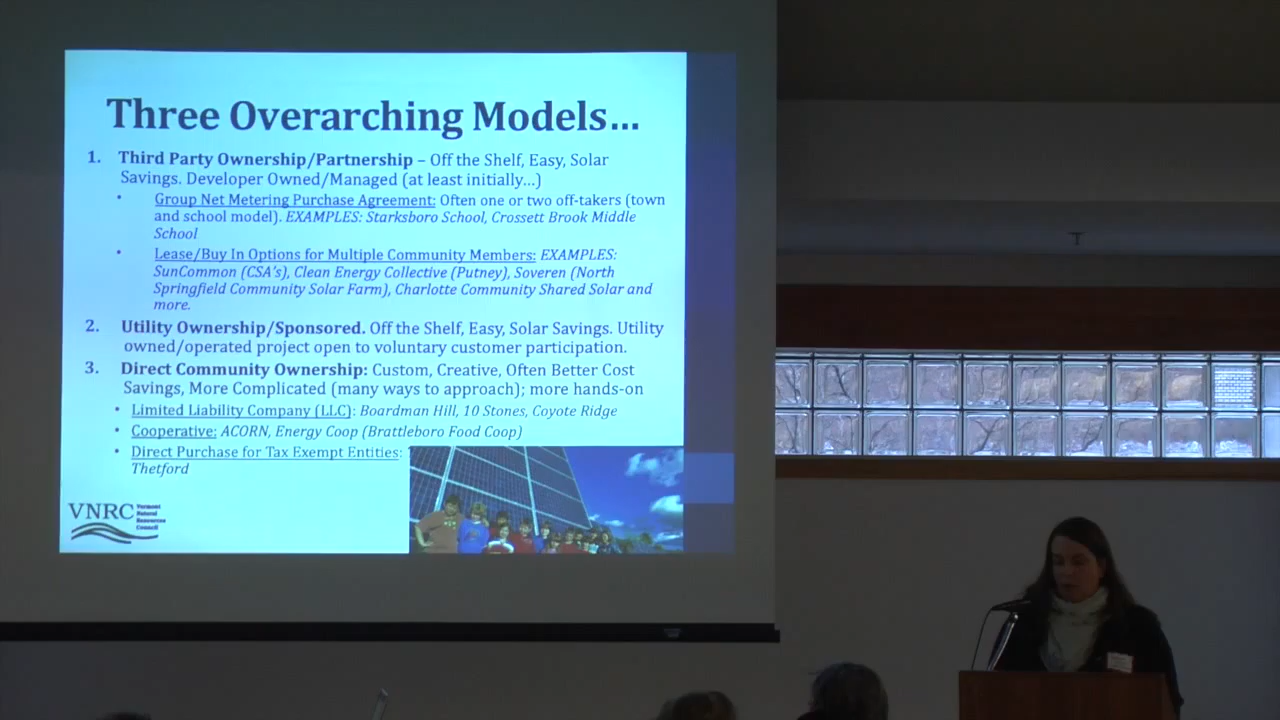 Three Overarching Models...
1. Third Party Ownership/Partnership – Off the Shelf, Easy, Solar
Savings. Developer Owned/Managed (at least initially...)
• Group Net Metering Purchase Agreement: Often one or two off-takers (town
and school model). EXAMPLES: Starksboro School, Crossett Brook Middle
School
• Lease/Buy In Options for Multiple Community Members: EXAMPLES:
SunCommon (CSA's), Clean Energy Collective (Putney), Soveren (North
Springfield Community Solar Farm), Charlotte Community Shared Solar and
more.
2. Utility Ownership/Sponsored. Off the Shelf, Easy, Solar Savings. Utility
owned/operated project open to voluntary customer participation.
3. Direct Community Ownership: Custom, Creative, Often Better Cost
Savings, More Complicated (many ways to approach); more hands-on
• Limited Liability Company (LLC): Boardman Hill, 10 Stones, Coyote Ridge
• Cooperative: ACORN, Energy Coop (Brattleboro Food Coop)
• Direct Purchase for Tax Exempt Entities:
Thetford
VNRC
Vermont
Natural
Resources
Council